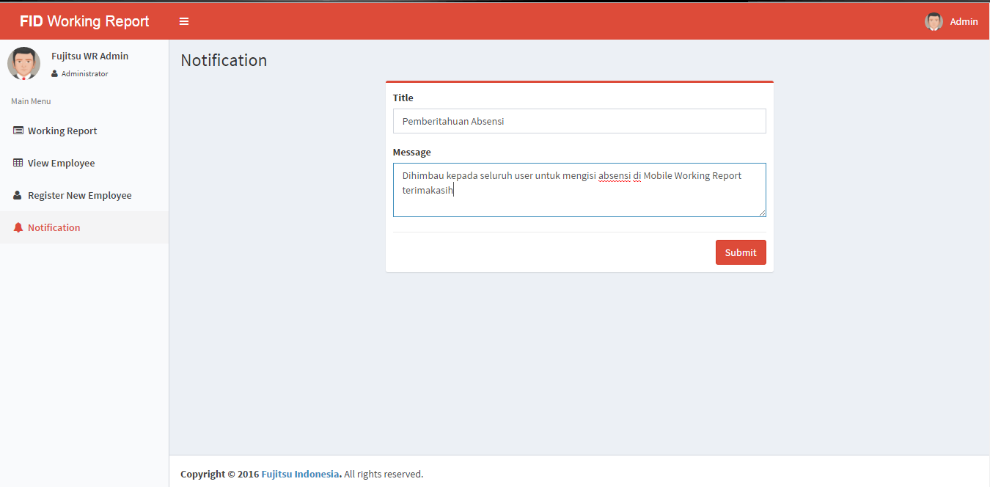 FID Working Report
Admin
Fujitsu WR Admin
Administrator
Main Menu
Working Report
View Employee
Register New Employee
Notification
Notification
Title
Pemberitahuan Absensi
Message
Dihimbau kepada seluruh user untuk mengisi absensi di Mobile Working Report
terimakasih
Submit
Copyright © 2016 Fujitsu Indonesia. All rights reserved.